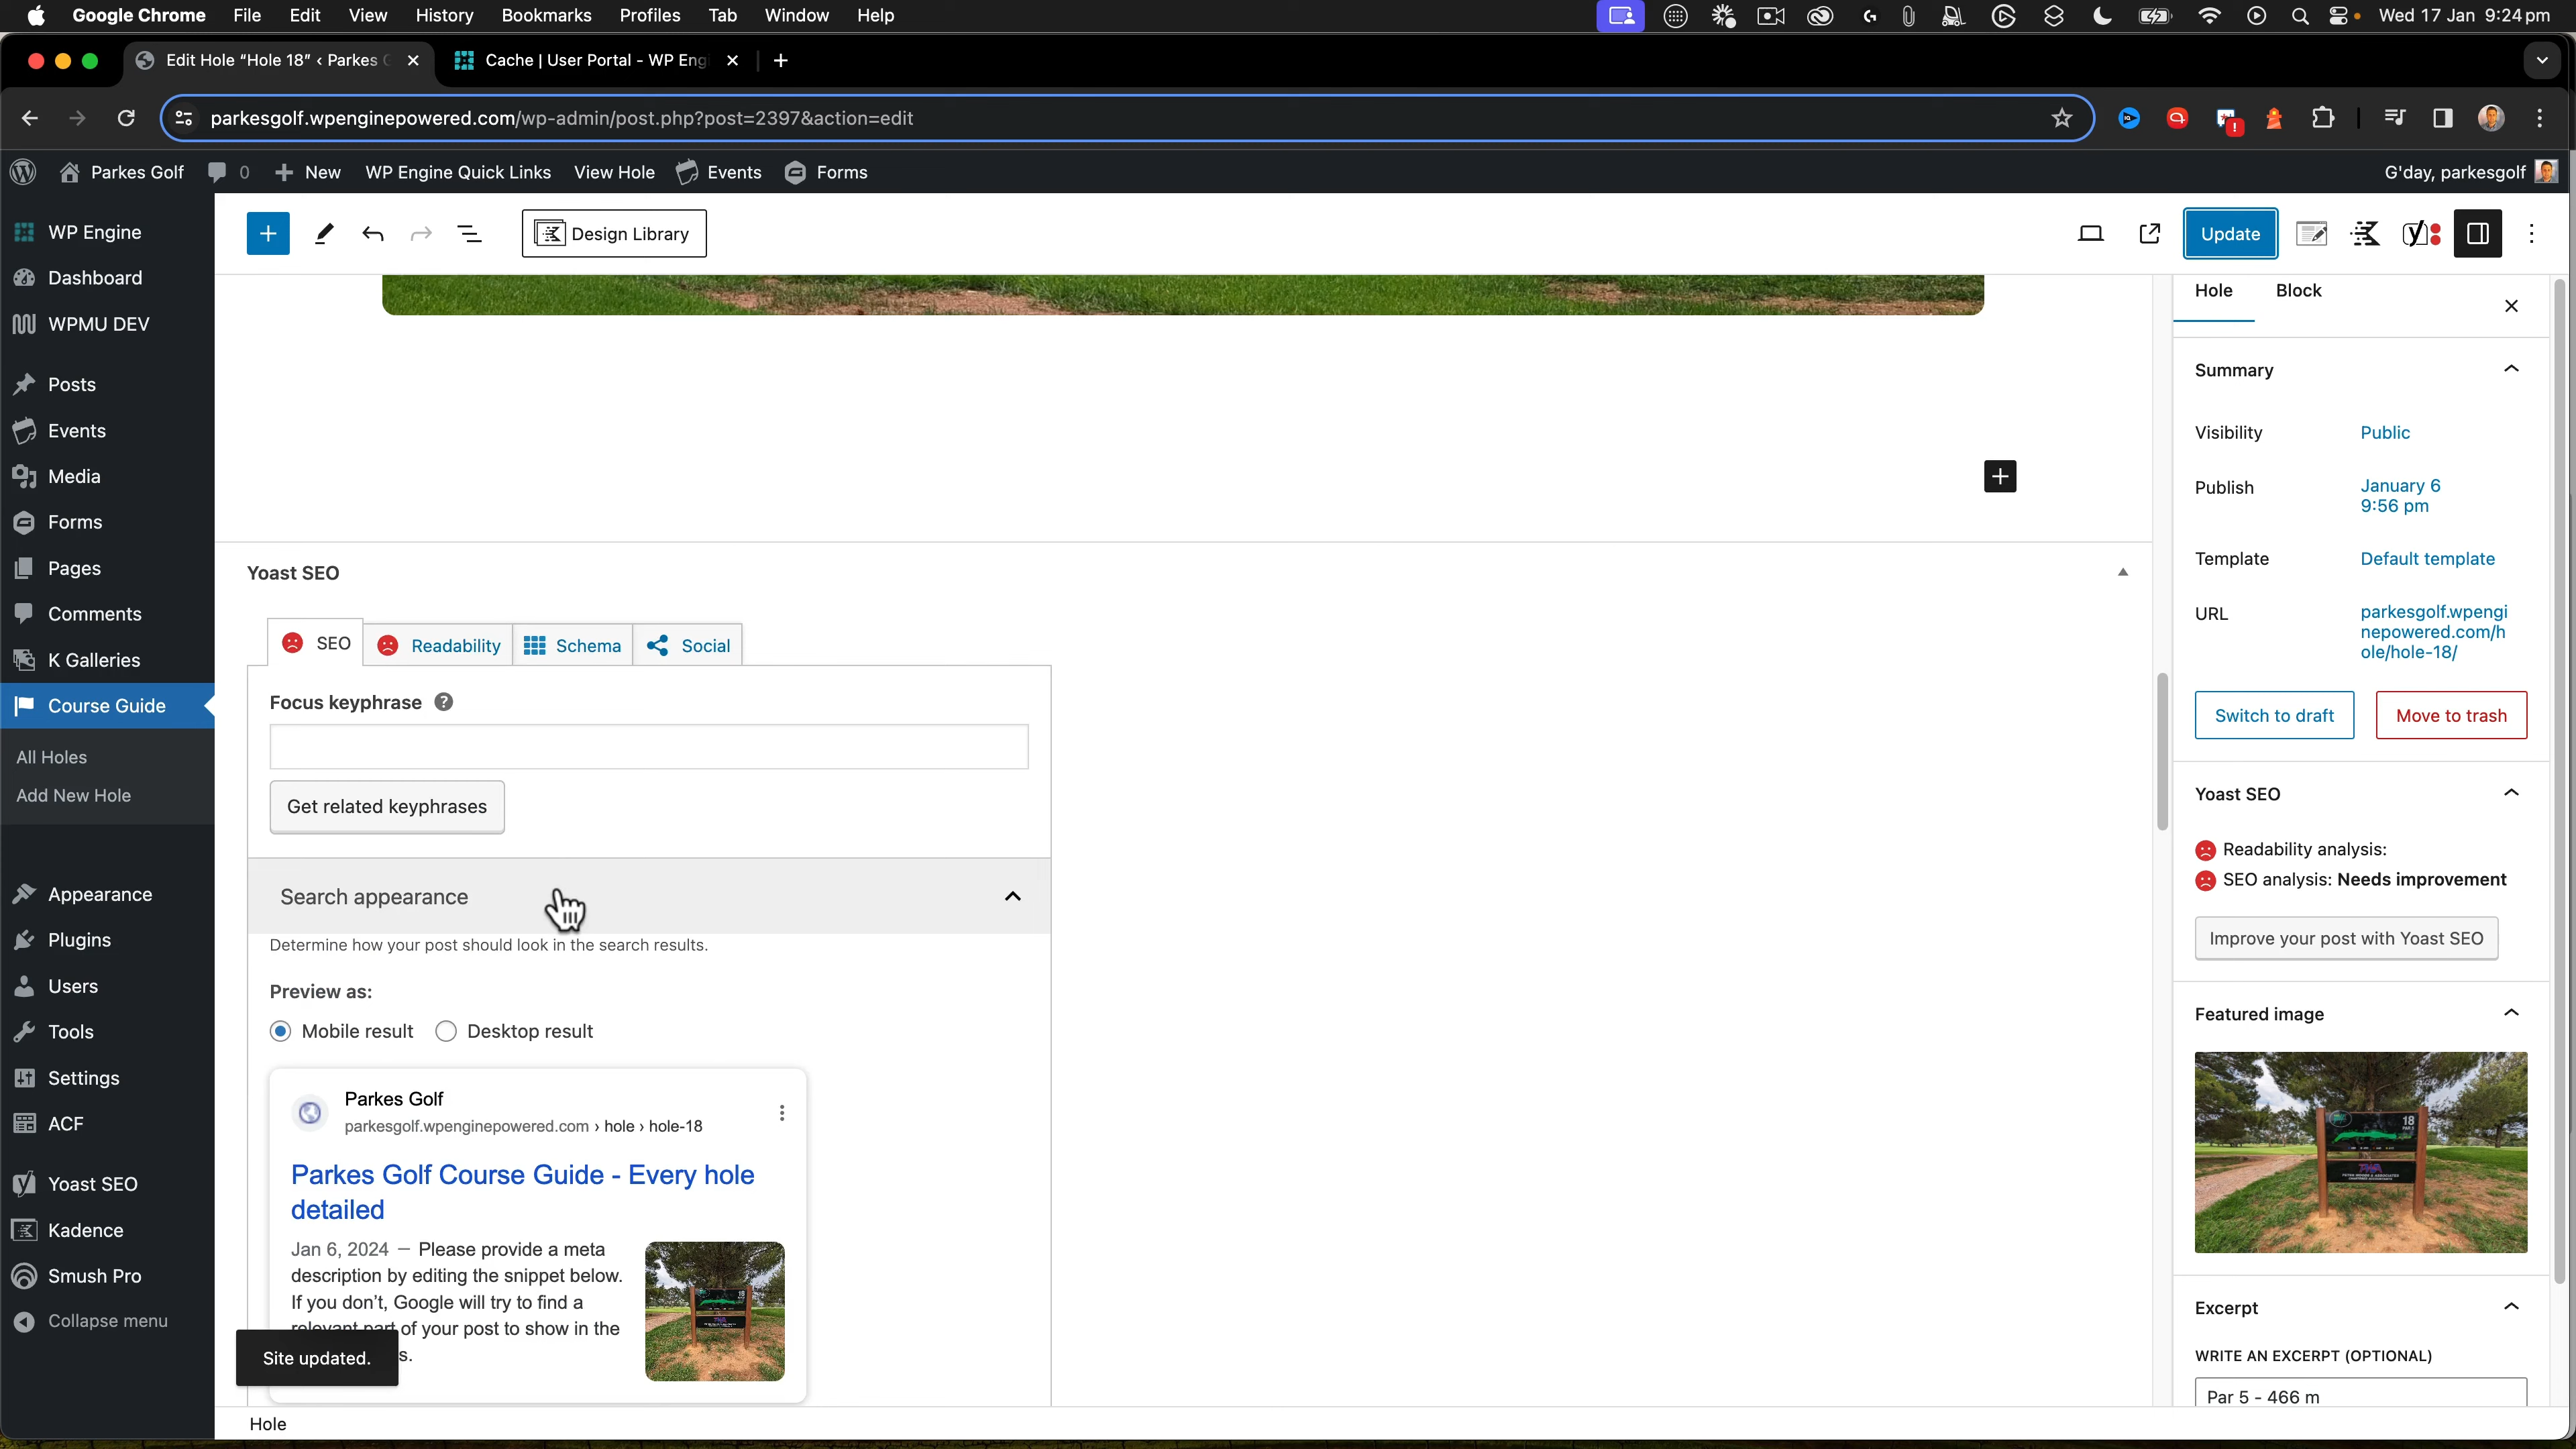 Google Chrome File Edit View History Bookmarks Profiles Tab Window Help Wed 17 Jan 9:24 pm
Edit Hole “Hole 18” ‹ Parkes Cache | User Portal - WP Eng
parkesgolf.wpenginepowered.com/wp-admin/post.php?post=2397&action=edit
Parkes Golf 0 New WP Engine Quick Links View Hole Events Forms G'day, parkesgolf
WP Engine
Dashboard
WPMU DEV
Posts
Events
Media
Forms
Pages
Comments
K Galleries
Course Guide
All Holes
Add New Hole
Appearance
Plugins
Users
Tools
Settings
ACF
Yoast SEO
Kadence
Smush Pro
Collapse menu
Design Library
Update
Yoast SEO
SEO Readability Schema Social
Focus keyphrase ?
Get related keyphrases
Search appearance
Determine how your post should look in the search results.
Preview as:
Mobile result Desktop result
Parkes Golf
parkesgolf.wpenginepowered.com › hole › hole-18
Parkes Golf Course Guide - Every hole
detailed
Jan 6, 2024 — Please provide a meta
description by editing the snippet below.
If you don’t, Google will try to find a
relevant part of your post to show in the
s.
Site updated.
Hole
Hole Block
Summary
Visibility Public
Publish January 6
9:56 pm
Template Default template
URL parkesgolf.wpengi
nepowered.com/h
ole/hole-18/
Switch to draft Move to trash
Yoast SEO
Readability analysis:
SEO analysis: Needs improvement
Improve your post with Yoast SEO
Featured image
18
Excerpt
WRITE AN EXCERPT (OPTIONAL)
Par 5 - 466 m